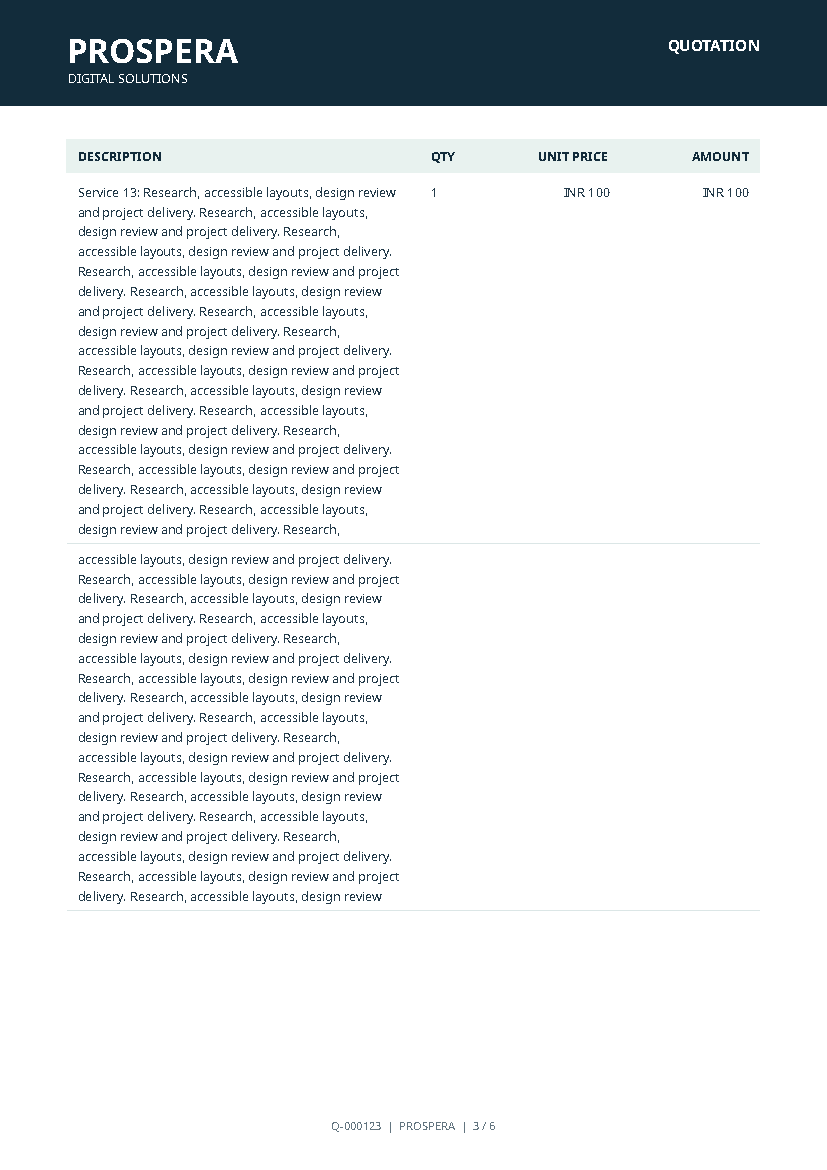 PROSPERA
DIGITAL SOLUTIONS
QUOTATION
DESCRIPTION QTY UNIT PRICE AMOUNT
Service 13: Research, accessible layouts, design review 1 INR 100 INR 100
and project delivery. Research, accessible layouts,
design review and project delivery. Research,
accessible layouts, design review and project delivery.
Research, accessible layouts, design review and project
delivery. Research, accessible layouts, design review
and project delivery. Research, accessible layouts,
design review and project delivery. Research,
accessible layouts, design review and project delivery.
Research, accessible layouts, design review and project
delivery. Research, accessible layouts, design review
and project delivery. Research, accessible layouts,
design review and project delivery. Research,
accessible layouts, design review and project delivery.
Research, accessible layouts, design review and project
delivery. Research, accessible layouts, design review
and project delivery. Research, accessible layouts,
design review and project delivery. Research,
accessible layouts, design review and project delivery.
Research, accessible layouts, design review and project
delivery. Research, accessible layouts, design review
and project delivery. Research, accessible layouts,
design review and project delivery. Research,
accessible layouts, design review and project delivery.
Research, accessible layouts, design review and project
delivery. Research, accessible layouts, design review
and project delivery. Research, accessible layouts,
design review and project delivery. Research,
accessible layouts, design review and project delivery.
Research, accessible layouts, design review and project
delivery. Research, accessible layouts, design review
and project delivery. Research, accessible layouts,
design review and project delivery. Research,
accessible layouts, design review and project delivery.
Research, accessible layouts, design review and project
delivery. Research, accessible layouts, design review
Q-000123 | PROSPERA | 3 / 6